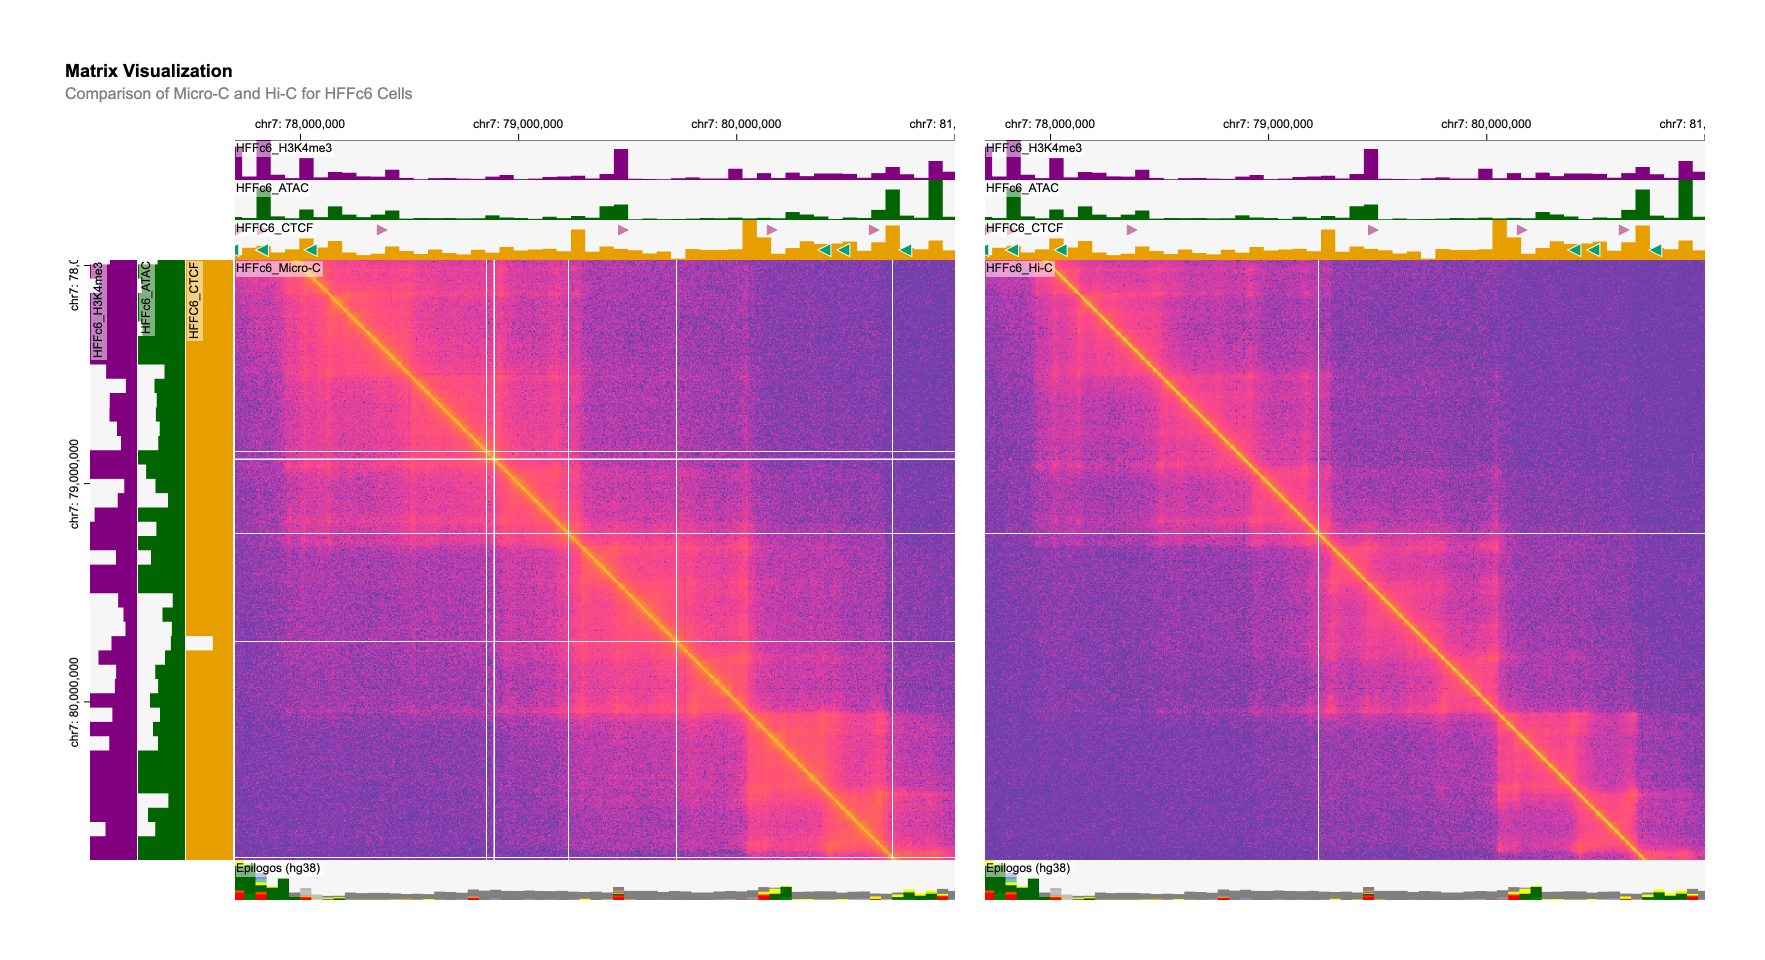 Matrix Visualization
Comparison of Micro-C and Hi-C for HFFc6 Cells
chr7: 78,000,000
chr7: 79,000,000
chr7: 80,000,000
chr7: 81,
chr7: 78,000,000
chr7: 79,000,000
chr7: 80,000,000
chr7: 81,
HFFc6_H3K4me3
HFFc6_H3K4me3
HFFc6_ATAC
HFFc6_ATAC
HFFC6_CTCF
HFFC6_CTCF
chr7: 78,(
chr7: 79,000,000
chr7: 80,000,000
HFFc6_H3K4me3
HFFc6_ATAC
HFFC6_CTCF
HFFc6_Micro-C
HFFc6_Hi-C
Epilogos (hg38)
Epilogos (hg38)